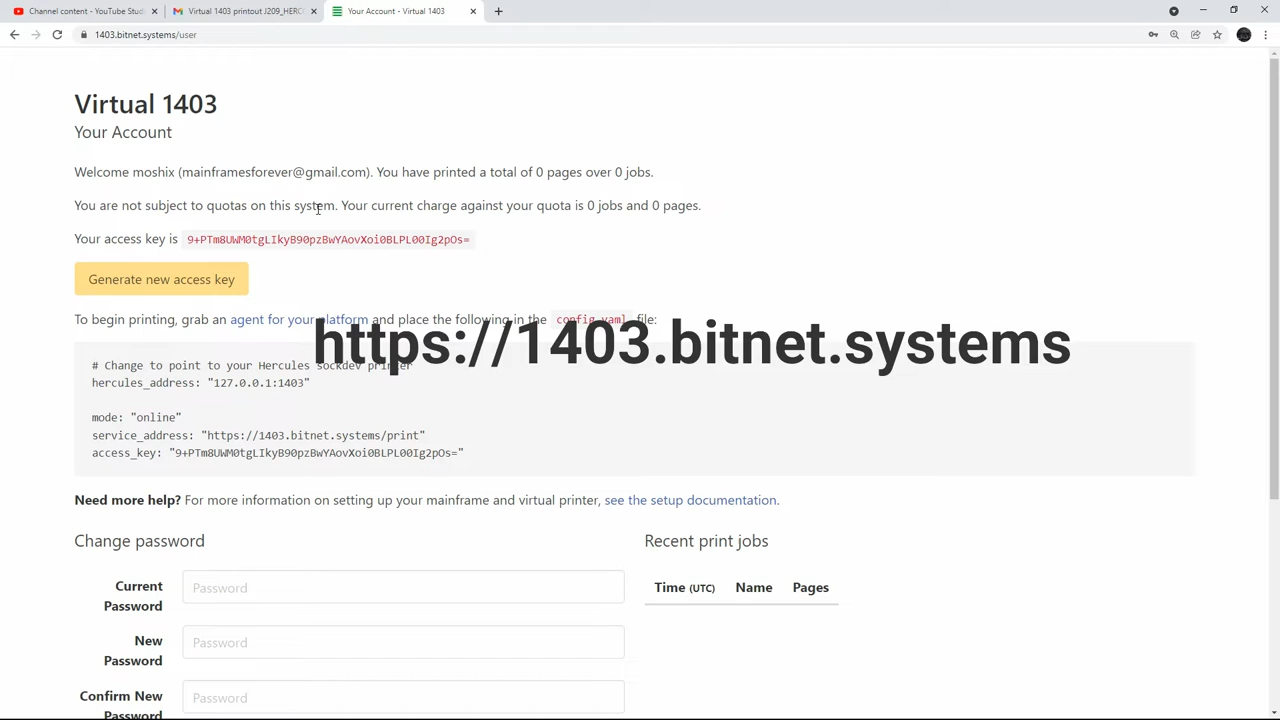 Channel content - YouTube Stud
Virtual 1403 printout J209_HERC
Your Account - Virtual 1403
1403.bitnet.systems/user
Virtual 1403
Your Account
Welcome moshix (mainframesforever@gmail.com). You have printed a total of 0 pages over 0 jobs.
You are not subject to quotas on this system. Your current charge against your quota is 0 jobs and 0 pages.
Your access key is 9+PTm8UWM0tgLIkyB90pzBwYAovXoi0BLPL00Ig2pOs=
Generate new access key
To begin printing, grab an agent for your platform and place the following in the config.yaml file:
https://1403.bitnet.systems
# Change to point to your Hercules sockdev printer
hercules_address: "127.0.0.1:1403"
mode: "online"
service_address: "https://1403.bitnet.systems/print"
access_key: "9+PTm8UWM0tgLIkyB90pzBwYAovXoi0BLPL00Ig2pOs="
Need more help? For more information on setting up your mainframe and virtual printer, see the setup documentation.
Change password
Current
Password
Password
New
Password
Password
Confirm New
Password
Password
Recent print jobs
Time (UTC) Name Pages